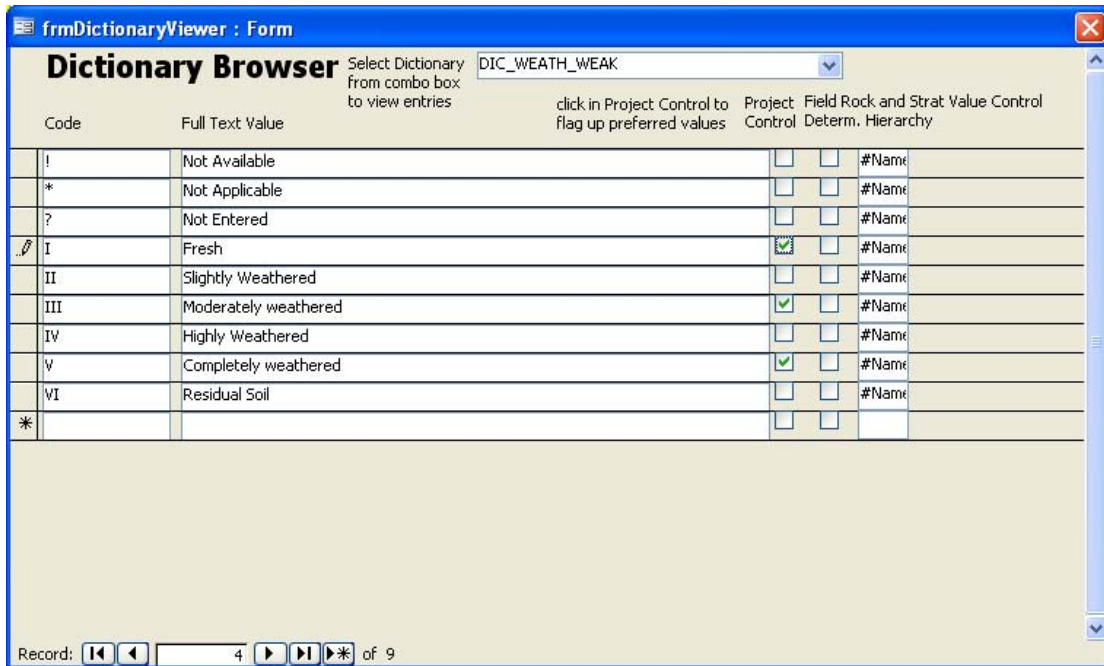 frmDictionaryViewer : Form
Dictionary Browser
Select Dictionary
from combo box
to view entries
DIC_WEATH_WEAK
click in Project Control to
flag up preferred values
Project
Control
Field Rock and Strat Value Control
Determ. Hierarchy
Code Full Text Value
! Not Available #Name
* Not Applicable #Name
? Not Entered #Name
I Fresh #Name
II Slightly Weathered #Name
III Moderately weathered #Name
IV Highly Weathered #Name
V Completely weathered #Name
VI Residual Soil #Name
Record: 4 of 9